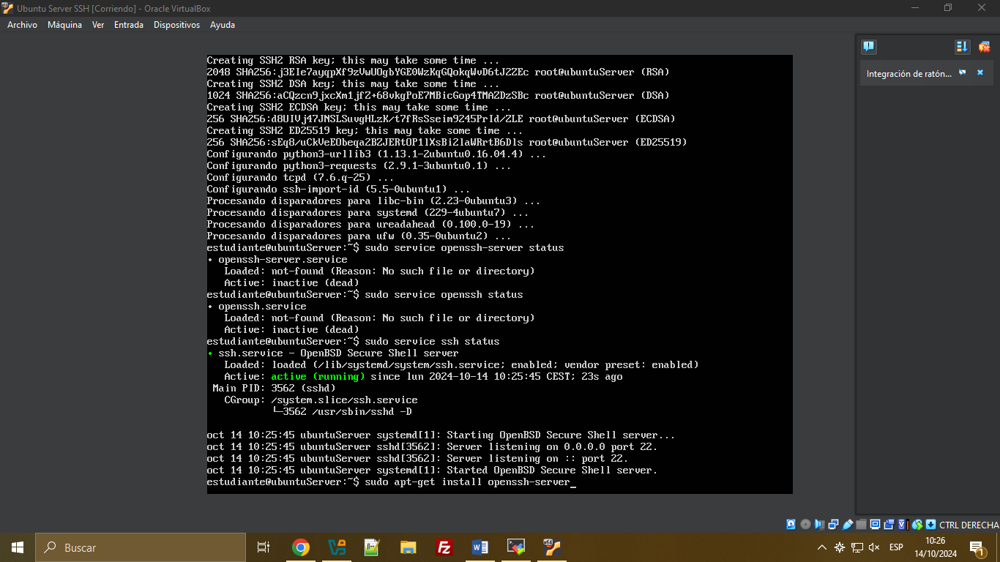 Ubuntu Server SSH [Corriendo] - Oracle VirtualBox
Archivo Máquina Ver Entrada Dispositivos Ayuda
Integración de ratón...
Creating SSH2 RSA key; this may take some time ...
2048 SHA256:j3EIe7ayqpXf9zVwUOgbYGE0WzKqGQokqWvD6tJ2ZEc root@ubuntuServer (RSA)
Creating SSH2 DSA key; this may take some time ...
1024 SHA256:aCQzcn9jxcXm1jfZ+68vkgPoE7MBicGop4TMAZDzSBc root@ubuntuServer (DSA)
Creating SSH2 ECDSA key; this may take some time ...
256 SHA256:d8UIVj47JNSLSuvgHLzK/t7fRsSseim9245PrId/ZLE root@ubuntuServer (ECDSA)
Creating SSH2 ED25519 key; this may take some time ...
256 SHA256:sEq8/uCkVeEObeqa2BZJERtOP1lXsBi2laWRrtB6Dls root@ubuntuServer (ED25519)
Configurando python3-urllib3 (1.13.1-2ubuntu0.16.04.4) ...
Configurando python3-requests (2.9.1-3ubuntu0.1) ...
Configurando tcpd (7.6.q-25) ...
Configurando ssh-import-id (5.5-0ubuntu1) ...
Procesando disparadores para libc-bin (2.23-0ubuntu3) ...
Procesando disparadores para systemd (229-4ubuntu7) ...
Procesando disparadores para ureadahead (0.100.0-19) ...
Procesando disparadores para ufw (0.35-0ubuntu2) ...
estudiante@ubuntuServer:~$ sudo service openssh-server status
• openssh-server.service
Loaded: not-found (Reason: No such file or directory)
Active: inactive (dead)
estudiante@ubuntuServer:~$ sudo service openssh status
• openssh.service
Loaded: not-found (Reason: No such file or directory)
Active: inactive (dead)
estudiante@ubuntuServer:~$ sudo service ssh status
• ssh.service - OpenBSD Secure Shell server
Loaded: loaded (/lib/systemd/system/ssh.service; enabled; vendor preset: enabled)
Active: active (running) since lun 2024-10-14 10:25:45 CEST; 23s ago
Main PID: 3562 (sshd)
CGroup: /system.slice/ssh.service
└─3562 /usr/sbin/sshd -D
oct 14 10:25:45 ubuntuServer systemd[1]: Starting OpenBSD Secure Shell server...
oct 14 10:25:45 ubuntuServer sshd[3562]: Server listening on 0.0.0.0 port 22.
oct 14 10:25:45 ubuntuServer sshd[3562]: Server listening on :: port 22.
oct 14 10:25:45 ubuntuServer systemd[1]: Started OpenBSD Secure Shell server.
estudiante@ubuntuServer:~$ sudo apt-get install openssh-server_
CTRL DERECHA
Buscar
ESP
10:26
14/10/2024
1